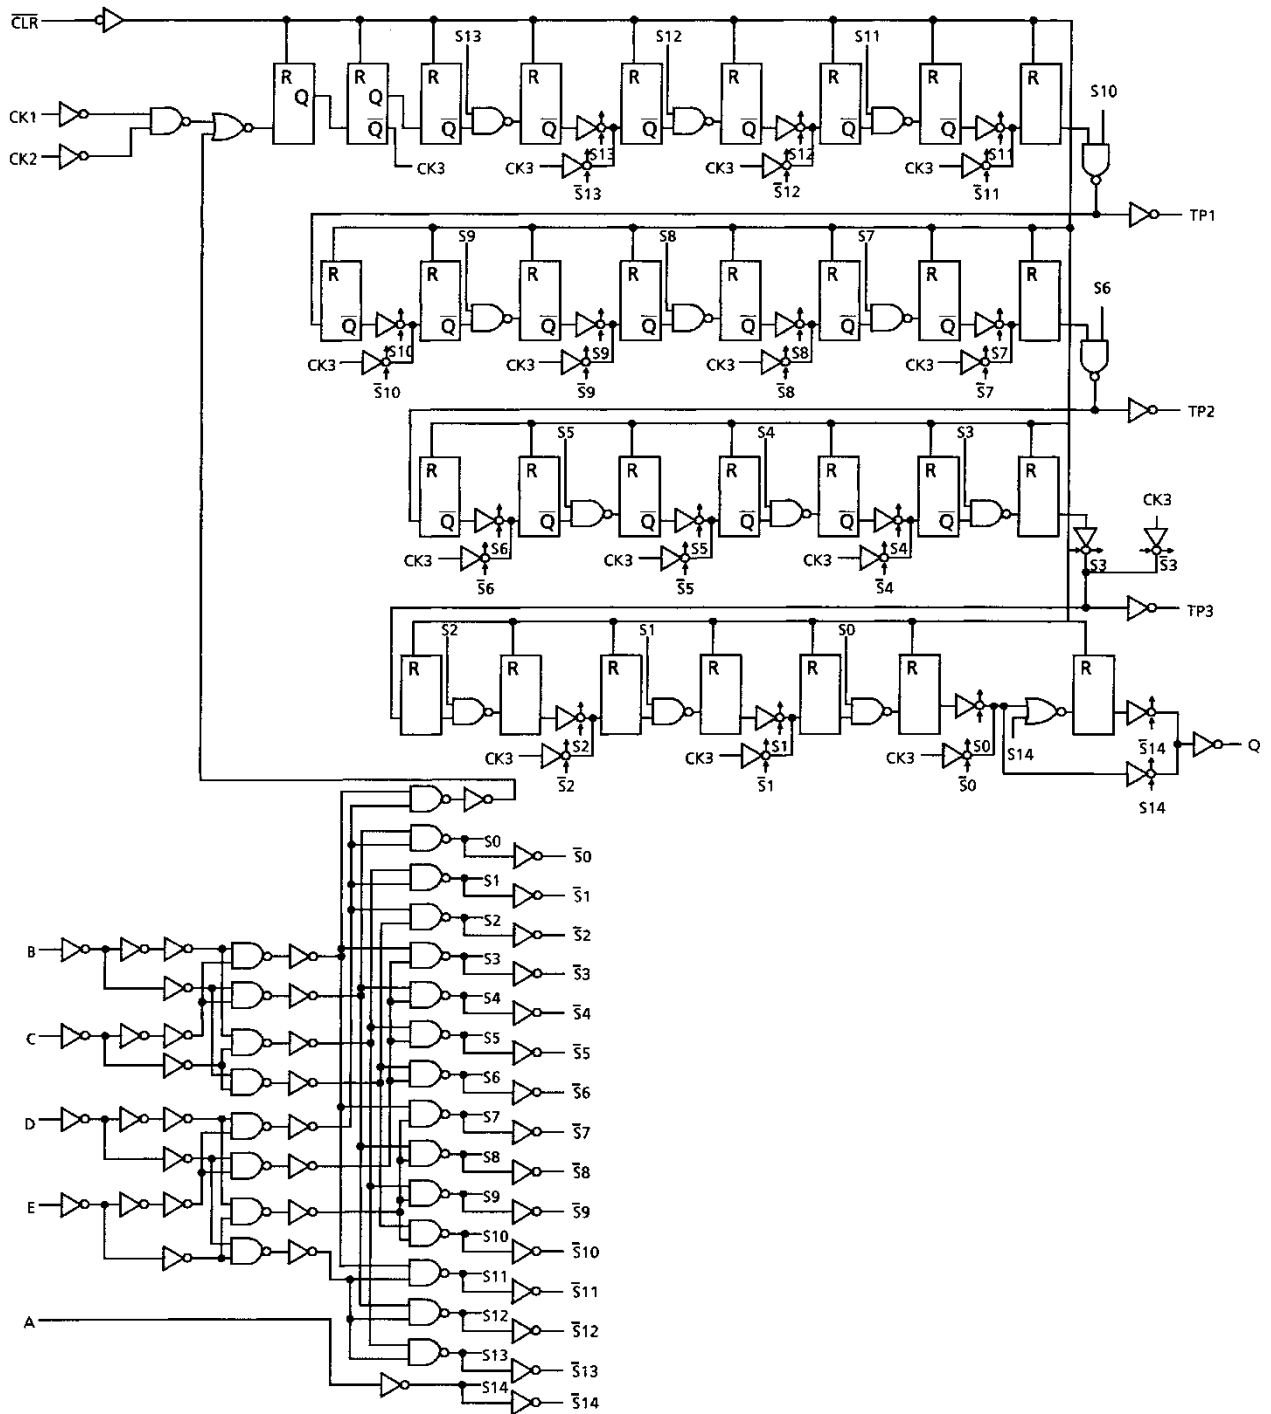 C̅L̅R̅
S13 S12 S11
R R R R R R R R R
S10
Q Q
CK1
Q̅ Q̅ Q̅ Q̅ Q̅ Q̅ Q̅
CK2
S13 S12 S11
CK3 CK3 CK3 CK3
S̅13 S̅12 S̅11
TP1
S9 S8 S7
R R R R R R R R
S6
Q̅ Q̅ Q̅ Q̅ Q̅ Q̅ Q̅
S10 S9 S8 S7
CK3 CK3 CK3 CK3
S̅10 S̅9 S̅8 S̅7
TP2
S5 S4 S3
R R R R R R R
CK3
Q̅ Q̅ Q̅ Q̅ Q̅ Q̅
S6 S5 S4 S3 S̅3
CK3 CK3 CK3
S̅6 S̅5 S̅4
TP3
S2 S1 S0
R R R R R R R
S2 S1 S0 S14 S̅14 Q
CK3 CK3 CK3
S̅2 S̅1 S̅0
S14
S0
S̅0
S1
S̅1
S2
S̅2
B
S3
S̅3
S4
S̅4
C
S5
S̅5
S6
S̅6
D
S7
S̅7
S8
S̅8
E
S9
S̅9
S10
S̅10
S11
S̅11
A
S12
S̅12
S13
S̅13
S14
S̅14